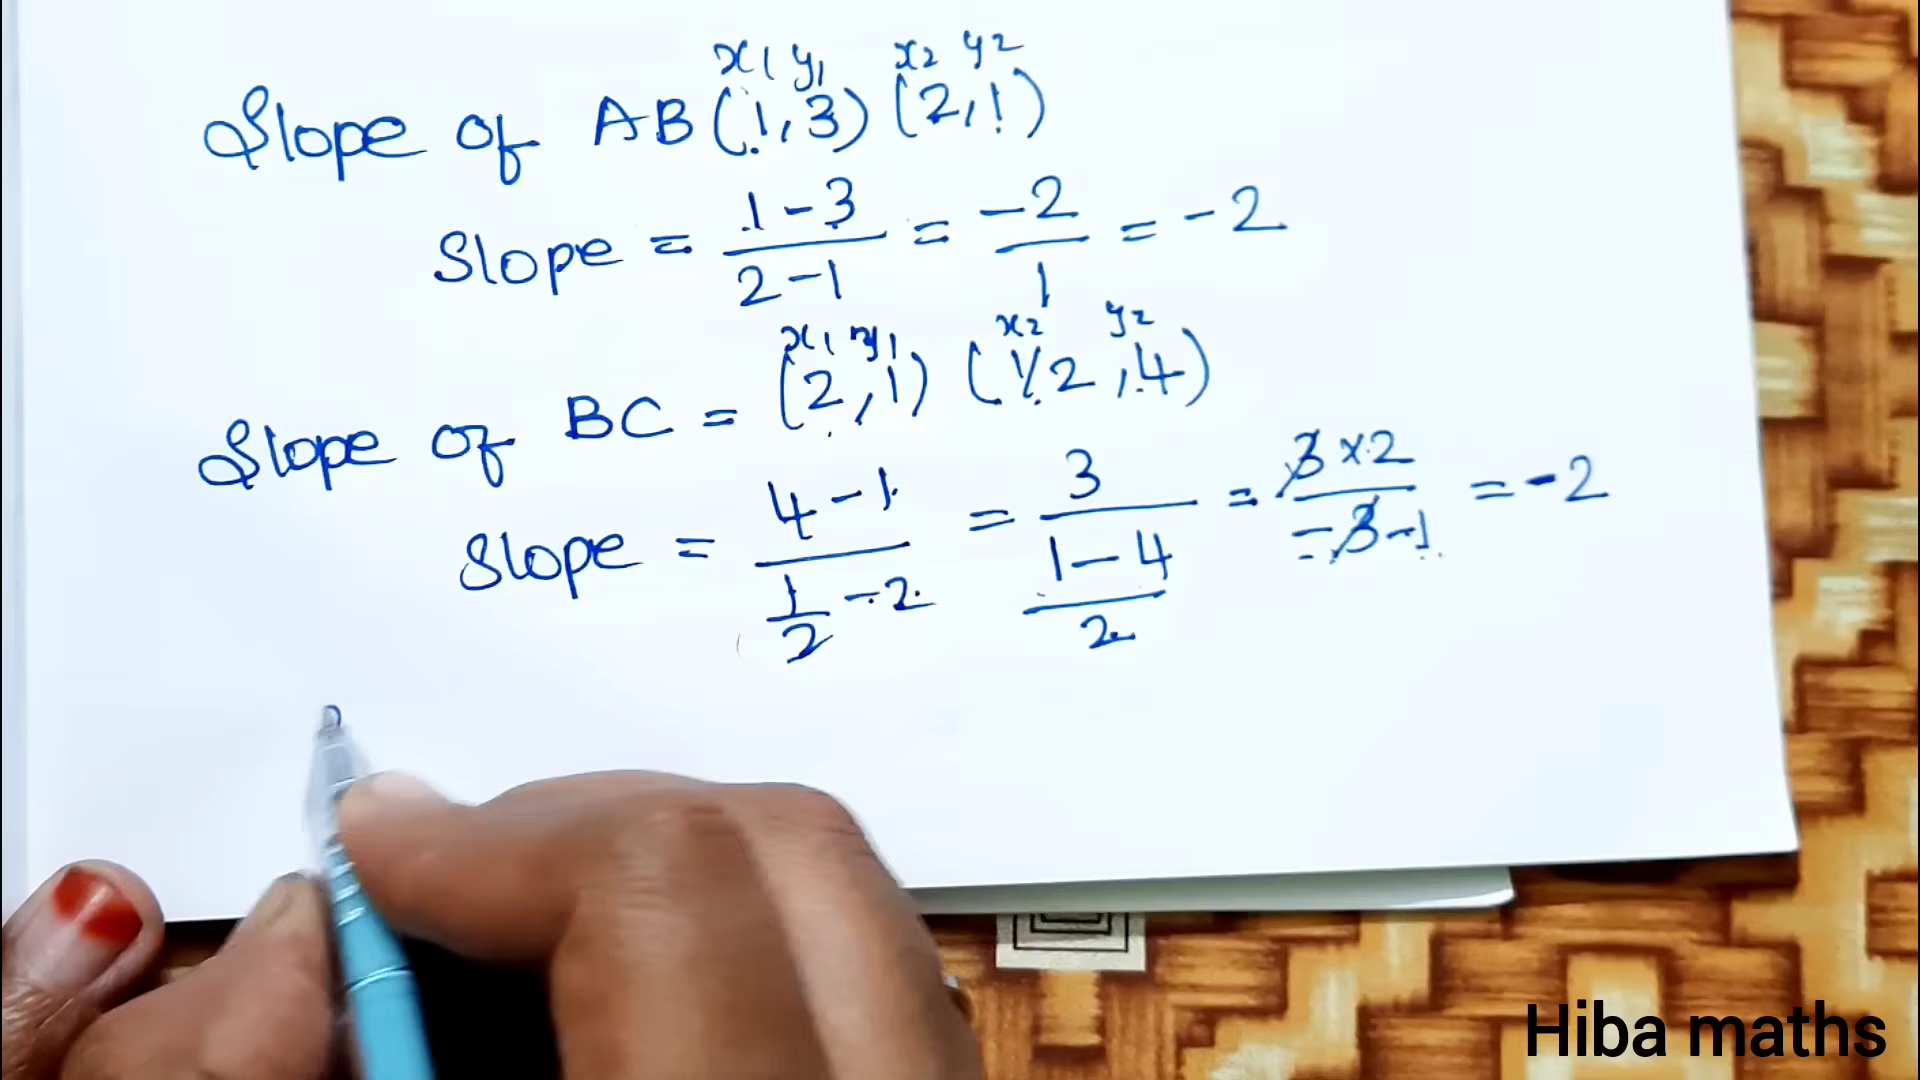 x1 y1 x2 y2
Slope of AB (1,3) (2,1)
Slope = 1-3/2-1 = -2/1 = -2
x1 y1 x2 y2
Slope of BC = (2,1) (1/2,4)
Slope = 4-1/1/2-2 = 3/1-4/2 = 3×2/-3-1 = -2
Hiba maths